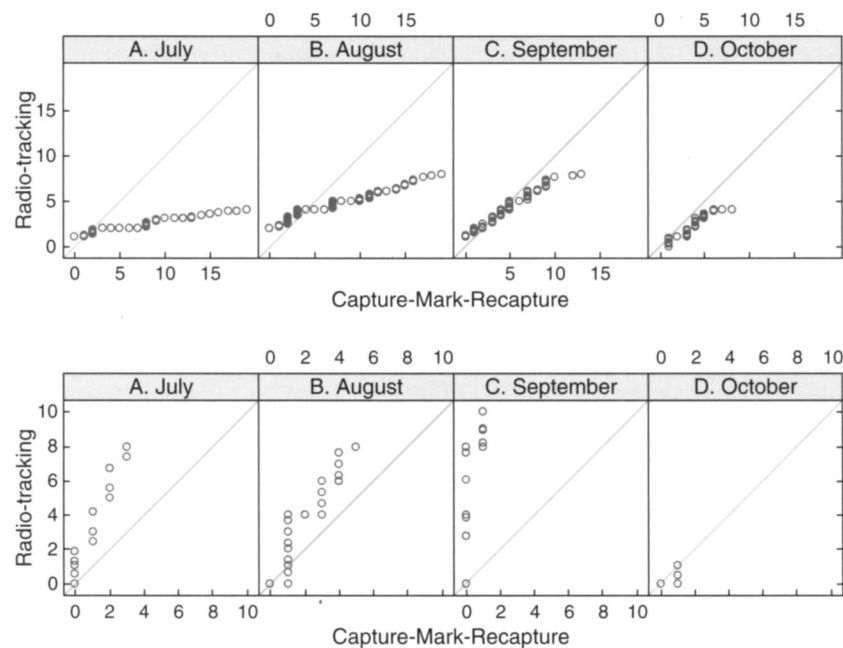 0 5 10 15 0 5 10 15
A. July B. August C. September D. October
15
10
5
0
Radio-tracking
0 5 10 15 5 10 15
Capture-Mark-Recapture
0 2 4 6 8 10 0 2 4 6 8 10
A. July B. August C. September D. October
10
8
6
4
2
0
Radio-tracking
0 2 4 6 8 10 0 2 4 6 8 10
Capture-Mark-Recapture